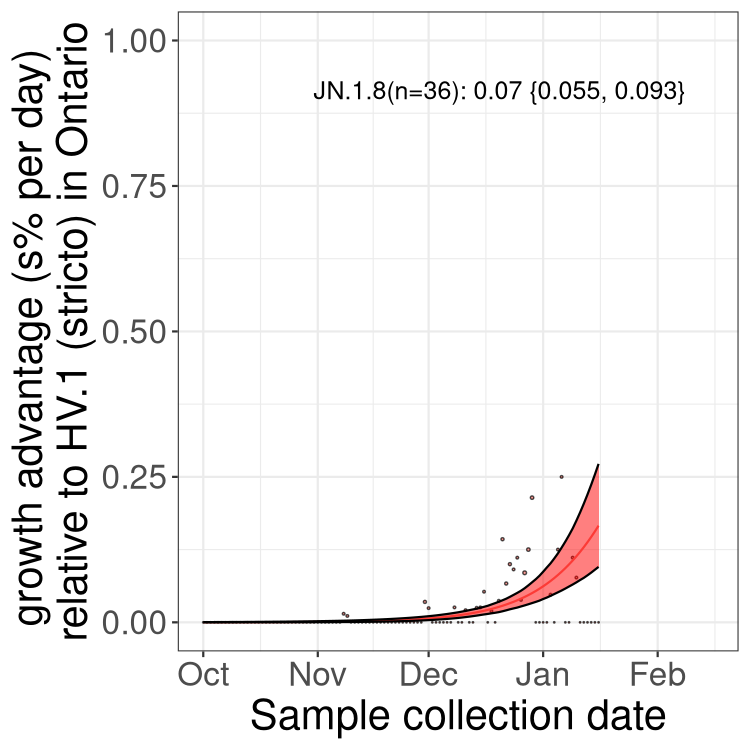 growth advantage (s% per day)
relative to HV.1 (stricto) in Ontario
1.00
0.75
0.50
0.25
0.00
JN.1.8(n=36): 0.07 {0.055, 0.093}
Oct Nov Dec Jan Feb
Sample collection date